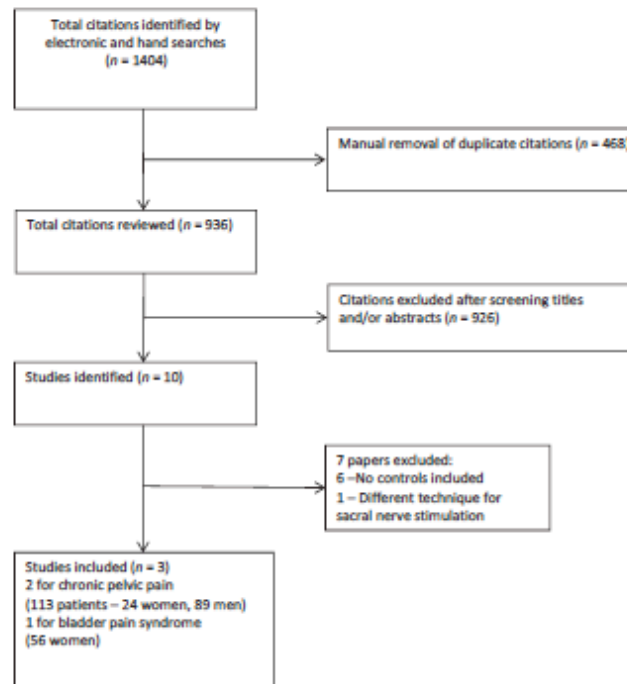 Total citations identified by
electronic and hand searches
(n = 1404)
Manual removal of duplicate citations (n = 468)
Total citations reviewed (n = 936)
Citations excluded after screening titles
and/or abstracts (n = 926)
Studies identified (n = 10)
7 papers excluded:
6 –No controls included
1 – Different technique for
sacral nerve stimulation
Studies included (n = 3)
2 for chronic pelvic pain
(113 patients – 24 women, 89 men)
1 for bladder pain syndrome
(56 women)